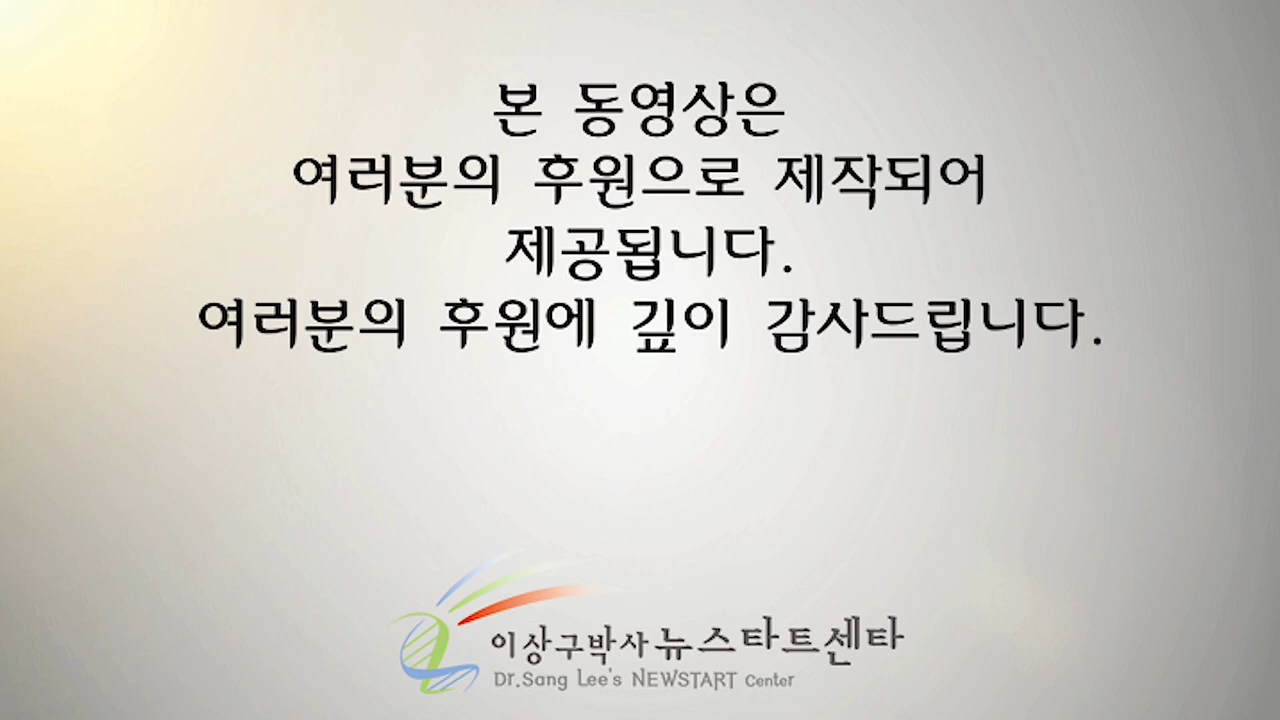 본 동영상은
여러분의 후원으로 제작되어
제공됩니다.
여러분의 후원에 깊이 감사드립니다.
이상구박사 뉴스타트센타
Dr.Sang Lee's NEWSTART Center